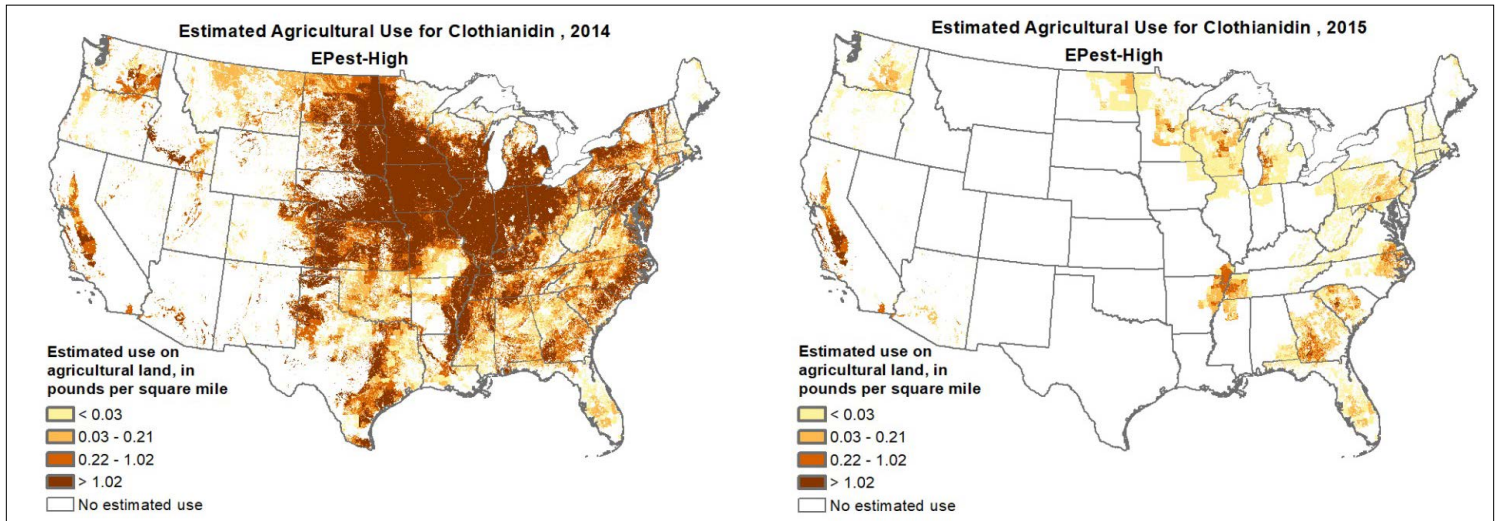 Estimated Agricultural Use for Clothianidin , 2014
EPest-High
Estimated use on
agricultural land, in
pounds per square mile
< 0.03
0.03 - 0.21
0.22 - 1.02
> 1.02
No estimated use
Estimated Agricultural Use for Clothianidin , 2015
EPest-High
Estimated use on
agricultural land, in
pounds per square mile
< 0.03
0.03 - 0.21
0.22 - 1.02
> 1.02
No estimated use